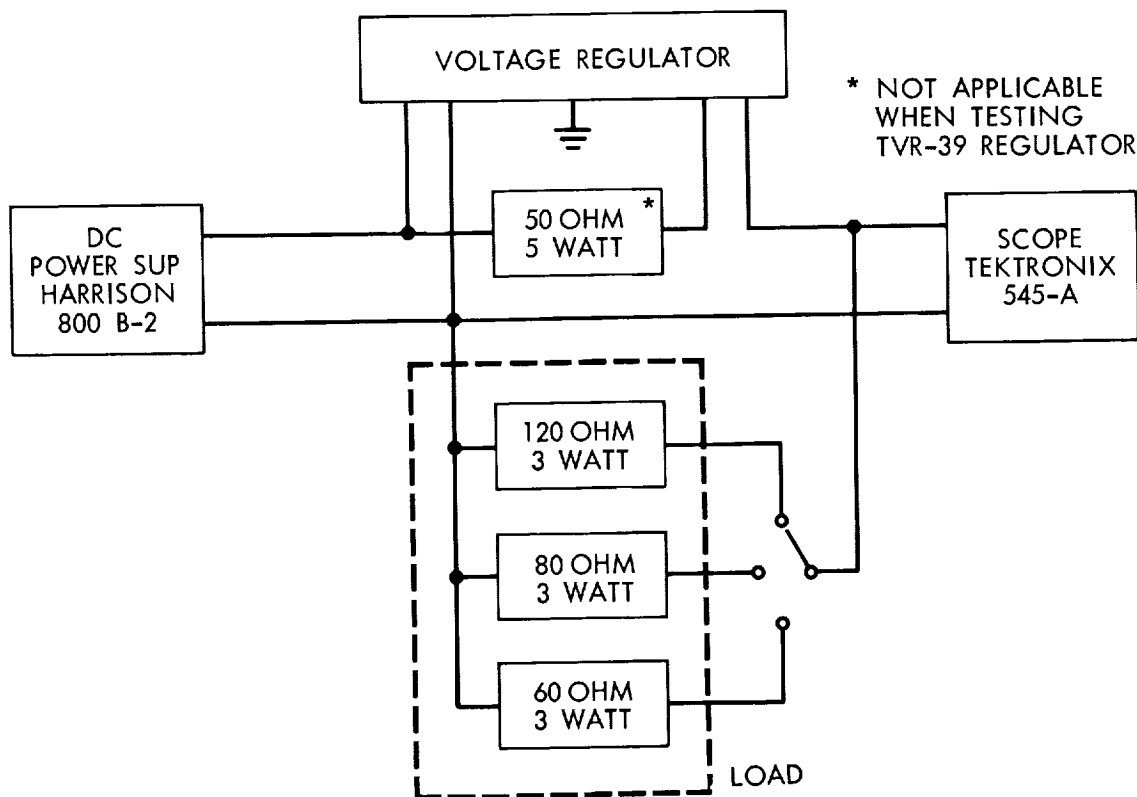 VOLTAGE REGULATOR
* NOT APPLICABLE
WHEN TESTING
TVR-39 REGULATOR
DC
POWER SUP
HARRISON
800 B-2
50 OHM *
5 WATT
SCOPE
TEKTRONIX
545-A
120 OHM
3 WATT
80 OHM
3 WATT
60 OHM
3 WATT
LOAD